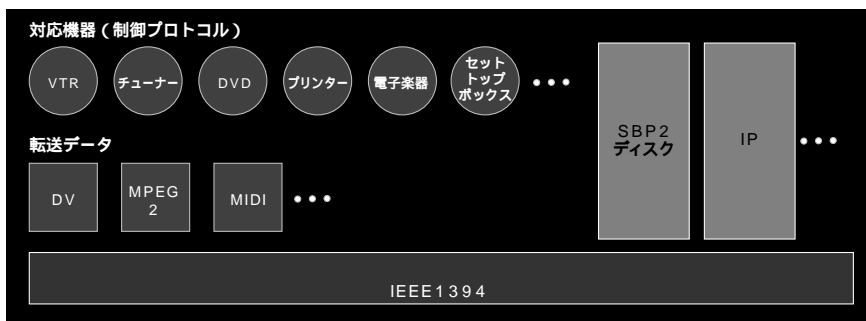 対応機器(制御プロトコル)
VTR
チューナー
DVD
プリンター
電子楽器
セット
トップ
ボックス
転送データ
DV
MPEG
2
MIDI
SBP2
ディスク
IP
IEEE1394